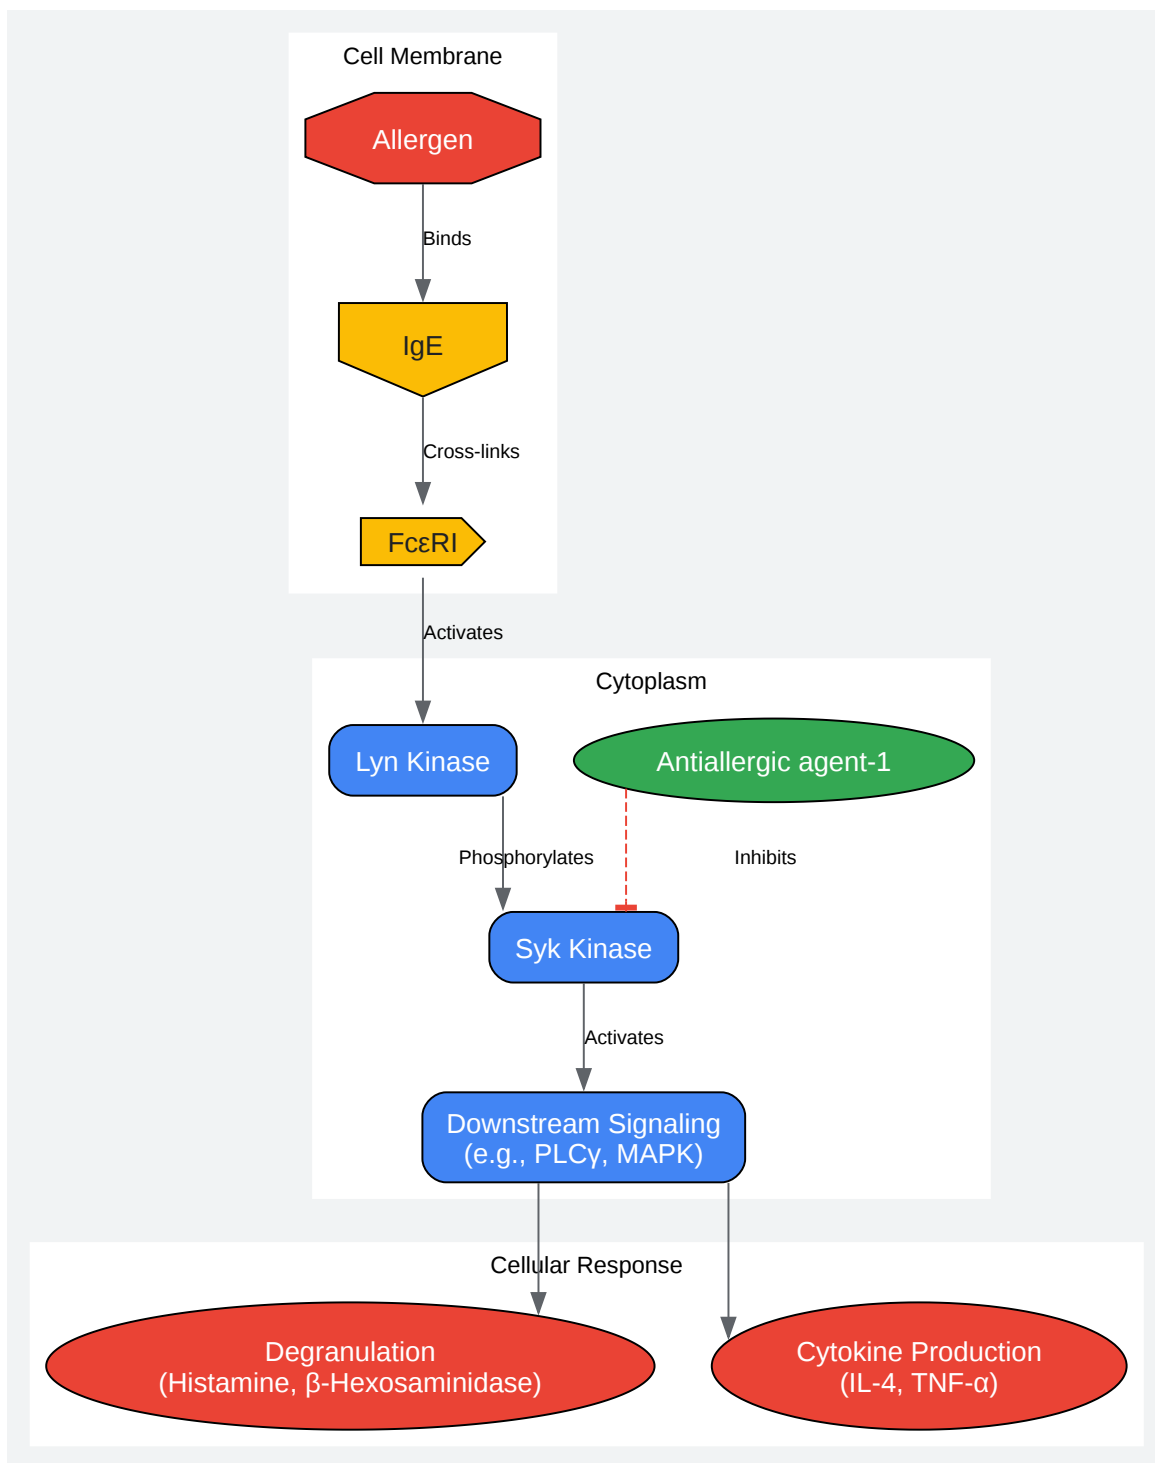 Cell Membrane
Allergen
Binds
IgE
Cross-links
FcεRI
Activates
Cytoplasm
Lyn Kinase
Antiallergic agent-1
Phosphorylates
Inhibits
Syk Kinase
Activates
Downstream Signaling
(e.g., PLCγ, MAPK)
Cellular Response
Degranulation
(Histamine, β-Hexosaminidase)
Cytokine Production
(IL-4, TNF-α)